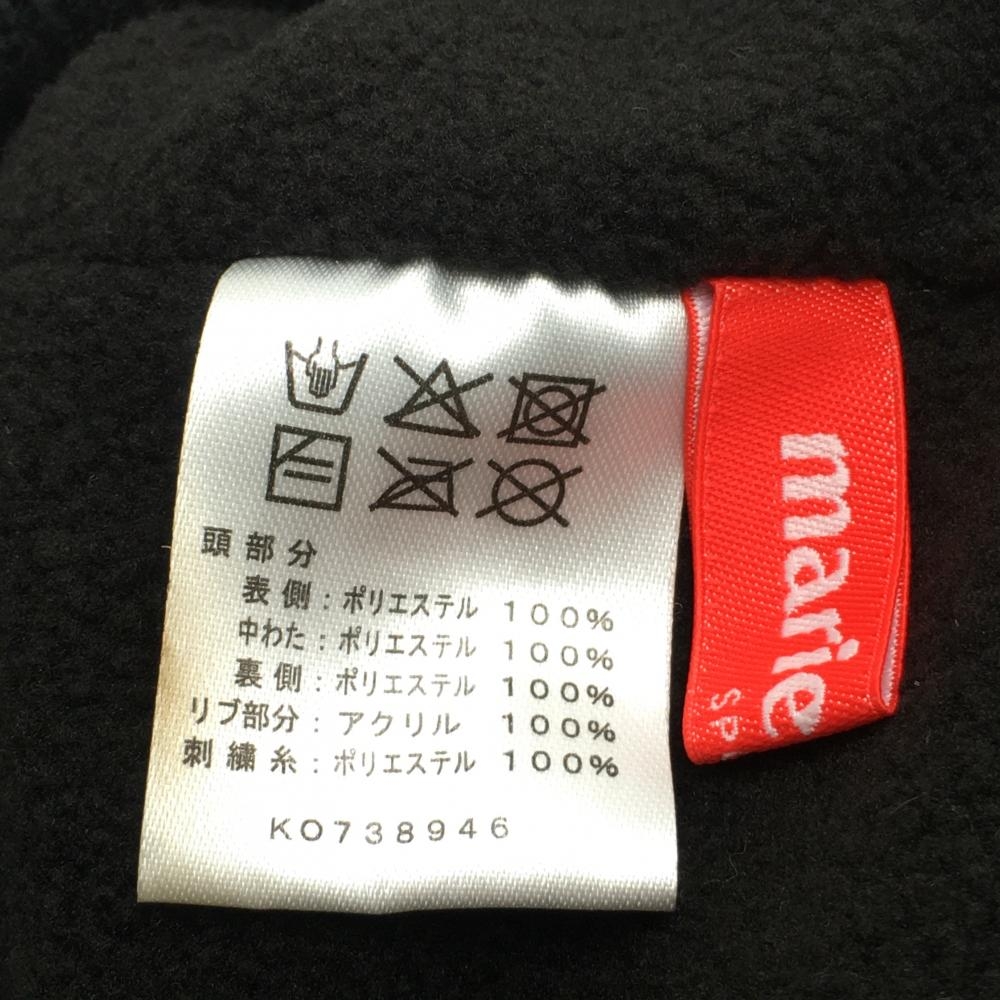 頭部分
表側：ポリエステル 100%
中わた：ポリエステル 100%
裏側：ポリエステル 100%
リブ部分：アクリル 100%
刺繍糸：ポリエステル 100%
KO738946
marie
SP